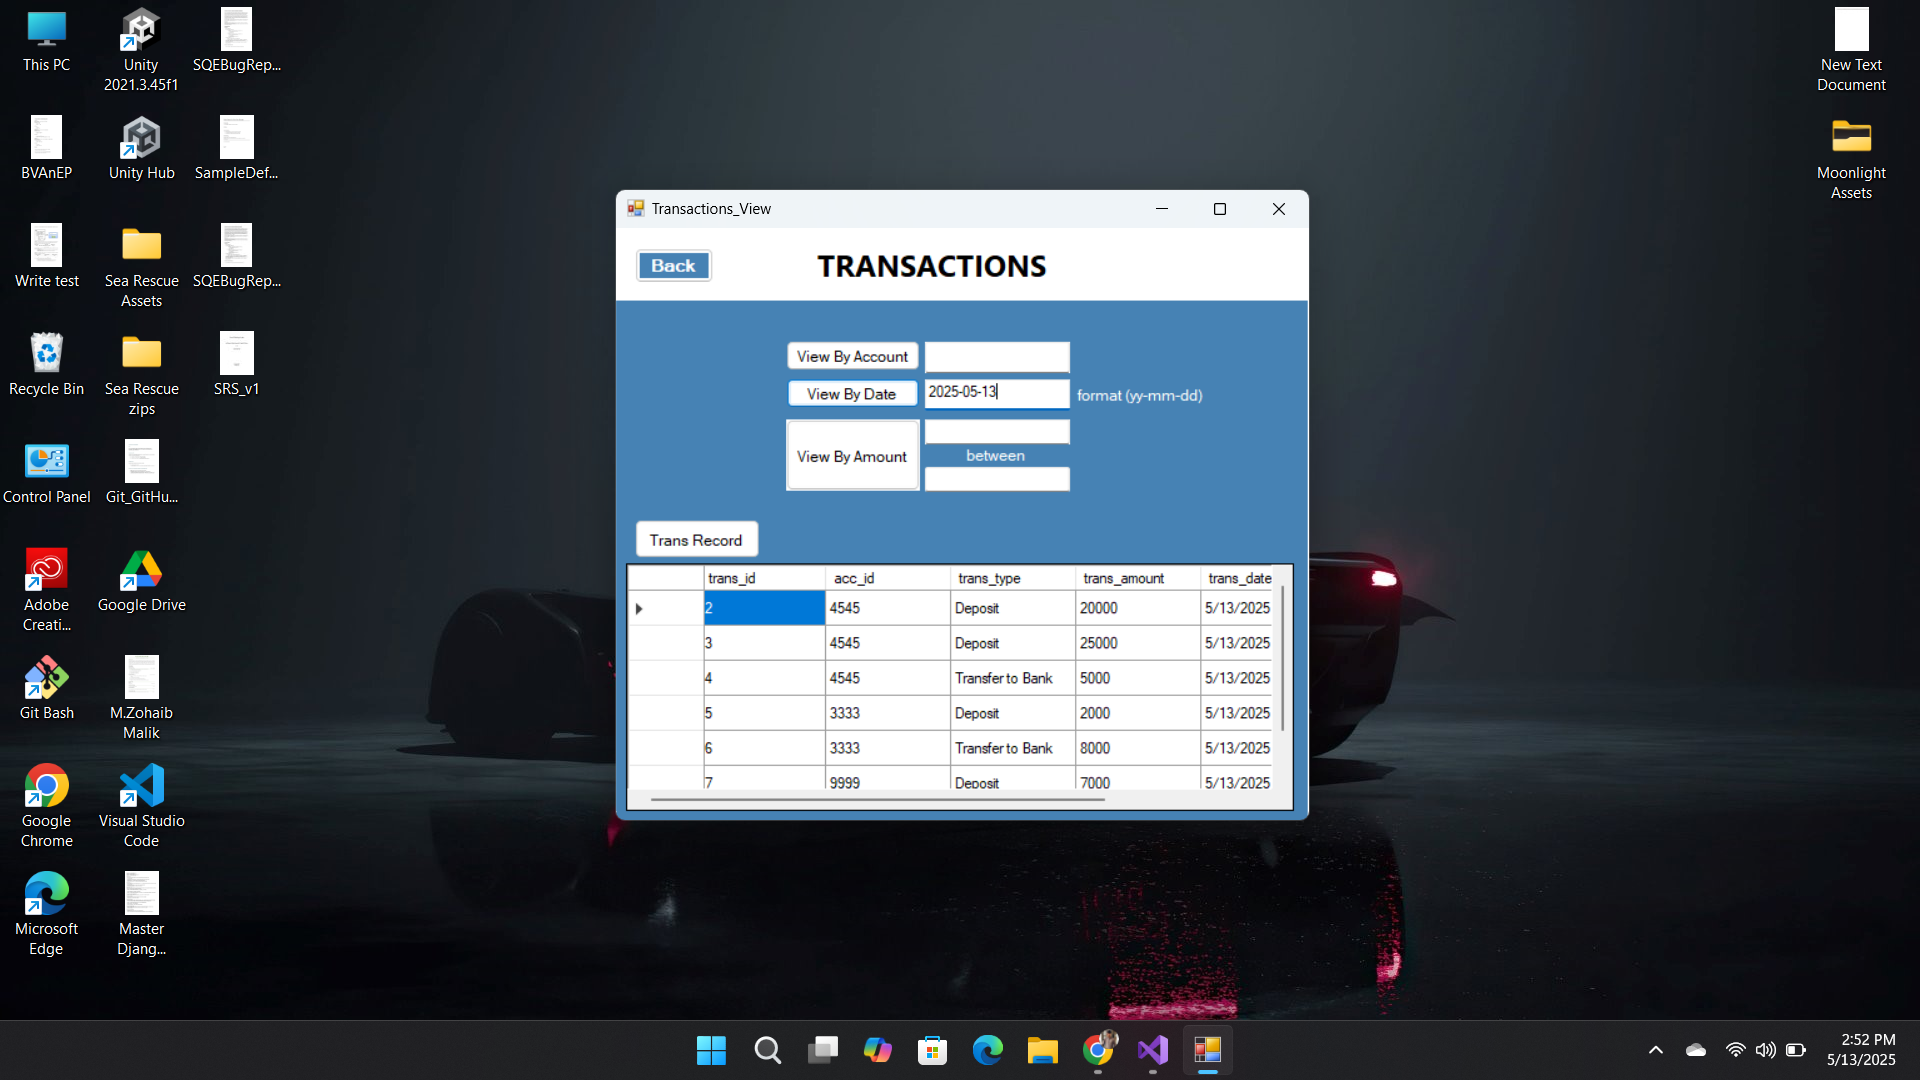 This PC
Unity
2021.3.45f1
SQEBugRep...
BVAnEP
Unity Hub
SampleDef...
Write test
Sea Rescue
Assets
SQEBugRep...
Recycle Bin
Sea Rescue
zips
SRS_v1
Control Panel
Git_GitHu...
Adobe
Creati...
Google Drive
Git Bash
M.Zohaib
Malik
Google
Chrome
Visual Studio
Code
Microsoft
Edge
Master
Djang...
New Text
Document
Moonlight
Assets
Transactions_View
Back
TRANSACTIONS
View By Account
View By Date 2025-05-13 format (yy-mm-dd)
View By Amount between
Trans Record
trans_id acc_id trans_type trans_amount trans_date
2 4545 Deposit 20000 5/13/2025
3 4545 Deposit 25000 5/13/2025
4 4545 Transfer to Bank 5000 5/13/2025
5 3333 Deposit 2000 5/13/2025
6 3333 Transfer to Bank 8000 5/13/2025
7 9999 Deposit 7000 5/13/2025
2:52 PM
5/13/2025